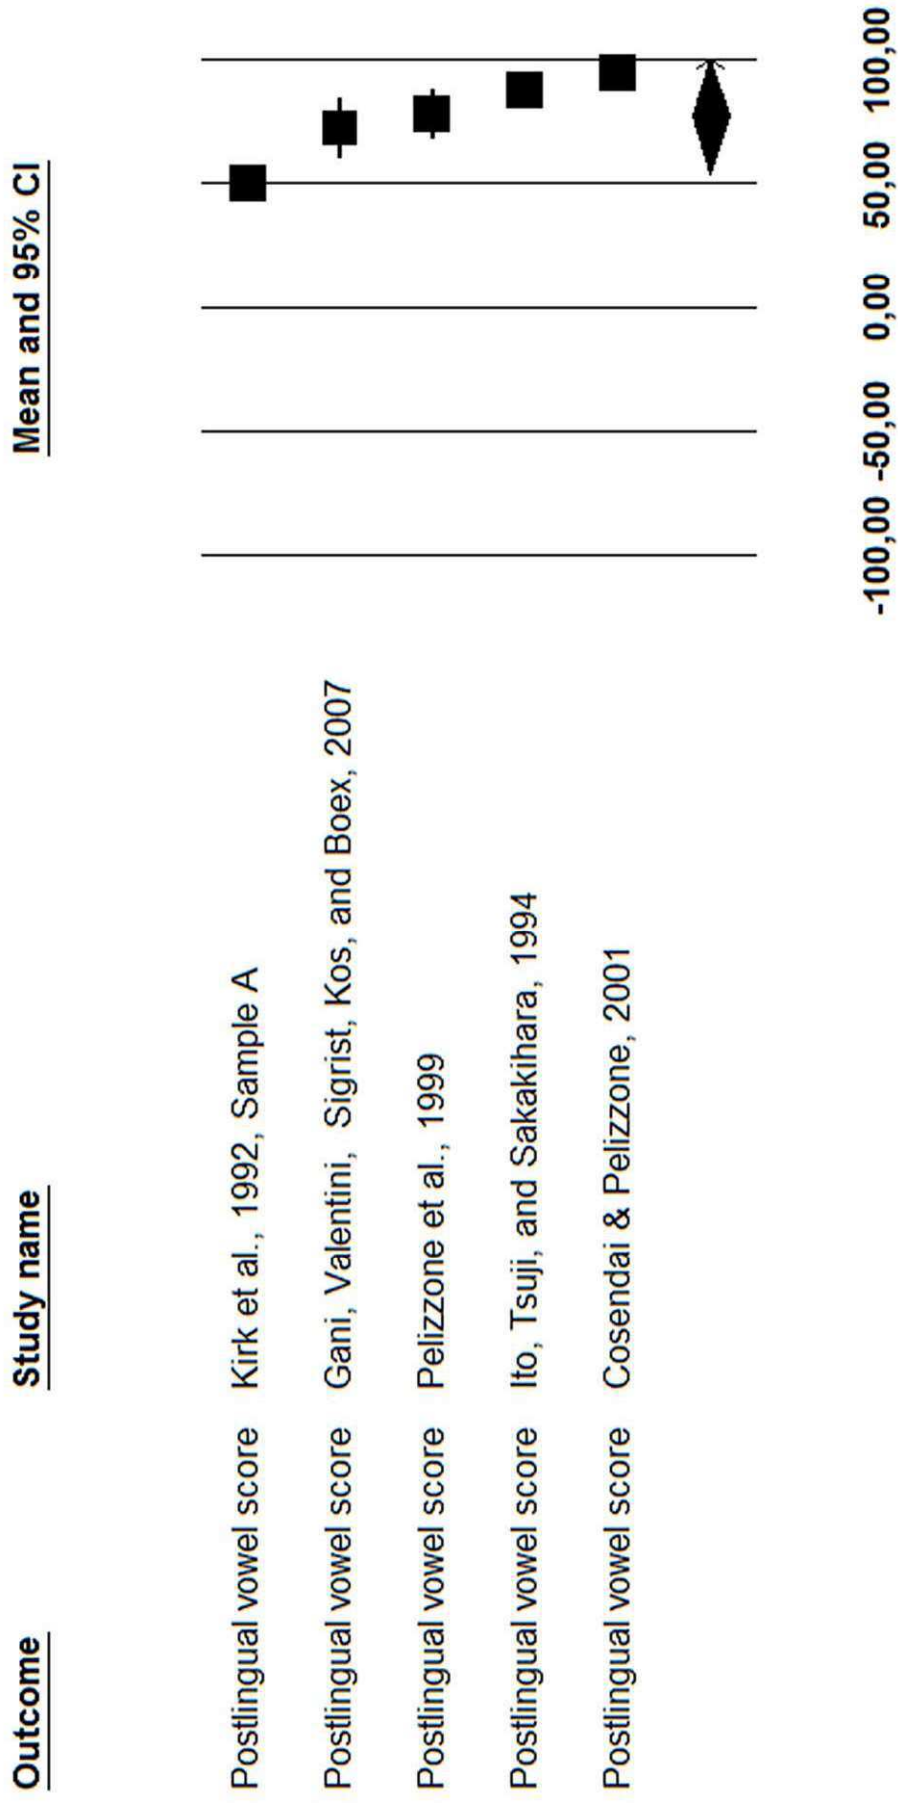 Outcome Study name Mean and 95% CI
Postlingual vowel score Kirk et al., 1992, Sample A
Postlingual vowel score Gani, Valentini, Sigrist, Kos, and Boex, 2007
Postlingual vowel score Pelizzone et al., 1999
Postlingual vowel score Ito, Tsuji, and Sakakihara, 1994
Postlingual vowel score Cosendai & Pelizzone, 2001
-100,00 -50,00 0,00 50,00 100,00